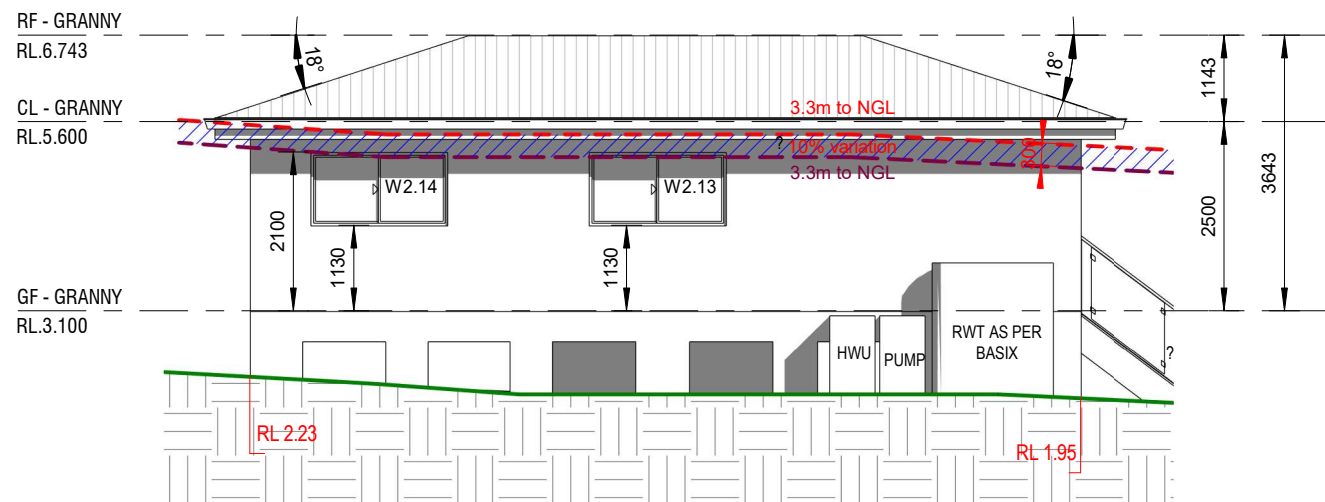 RF - GRANNY
RL.6.743
18°
18°
1143
CL - GRANNY
RL.5.600
3.3m to NGL
?
10% variation
3.3m to NGL
W2.14
W2.13
2100
1130
1130
2500
3643
GF - GRANNY
RL.3.100
HWU
PUMP
RWT AS PER
BASIX
?
RL 2.23
RL 1.95